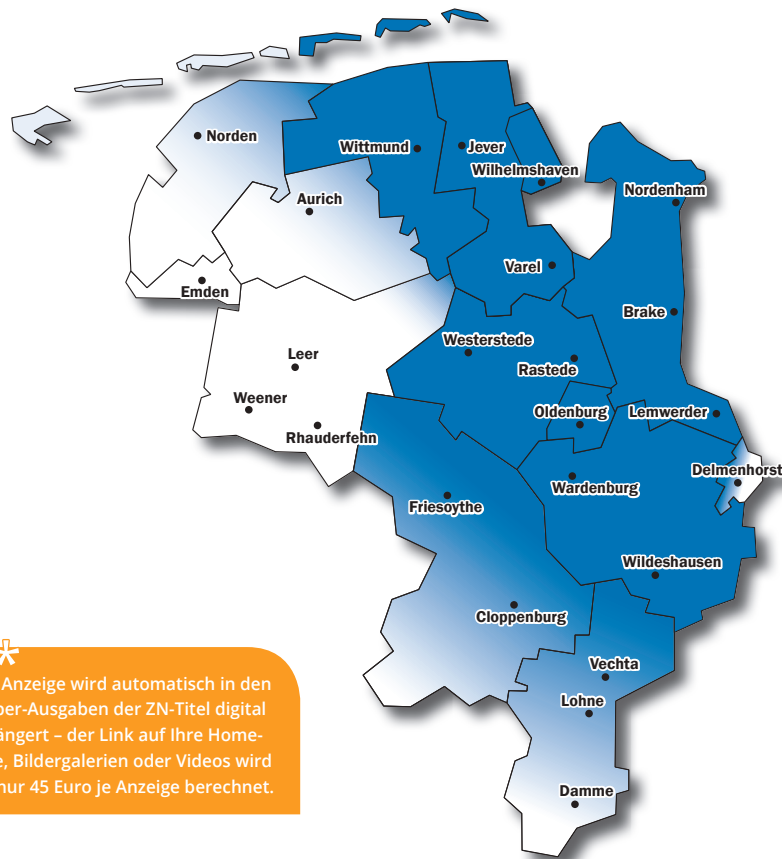 Norden
Wittmund
Jever
Wilhelmshaven
Nordenham
Aurich
Varel
Emden
Brake
Westerstede
Rastede
Leer
Weener
Oldenburg
Lemwerder
Rhauderfehn
Delmenhorst
Wardenburg
Friesoythe
Wildeshausen
Cloppenburg
Vechta
Lohne
Damme
*
Anzeige wird automatisch in den
per-Ausgaben der ZN-Titel digital
ängert – der Link auf Ihre Home-
e, Bildergalerien oder Videos wird
nur 45 Euro je Anzeige berechnet.